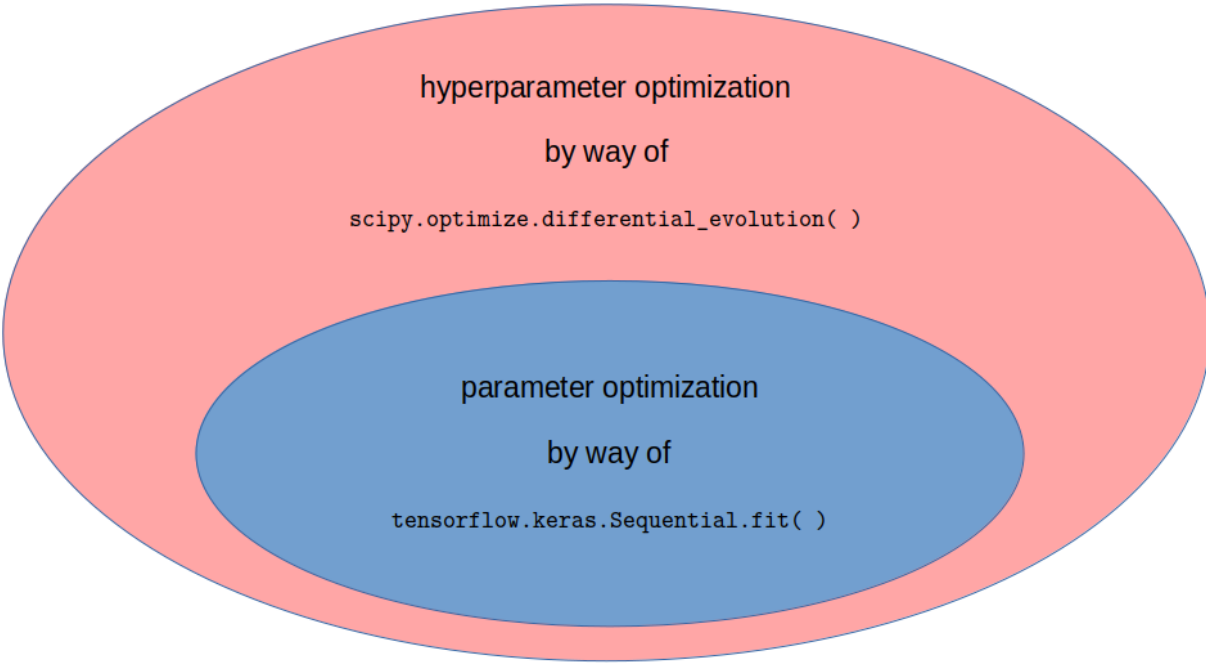 hyperparameter optimization
by way of
scipy.optimize.differential_evolution( )
parameter optimization
by way of
tensorflow.keras.Sequential.fit( )